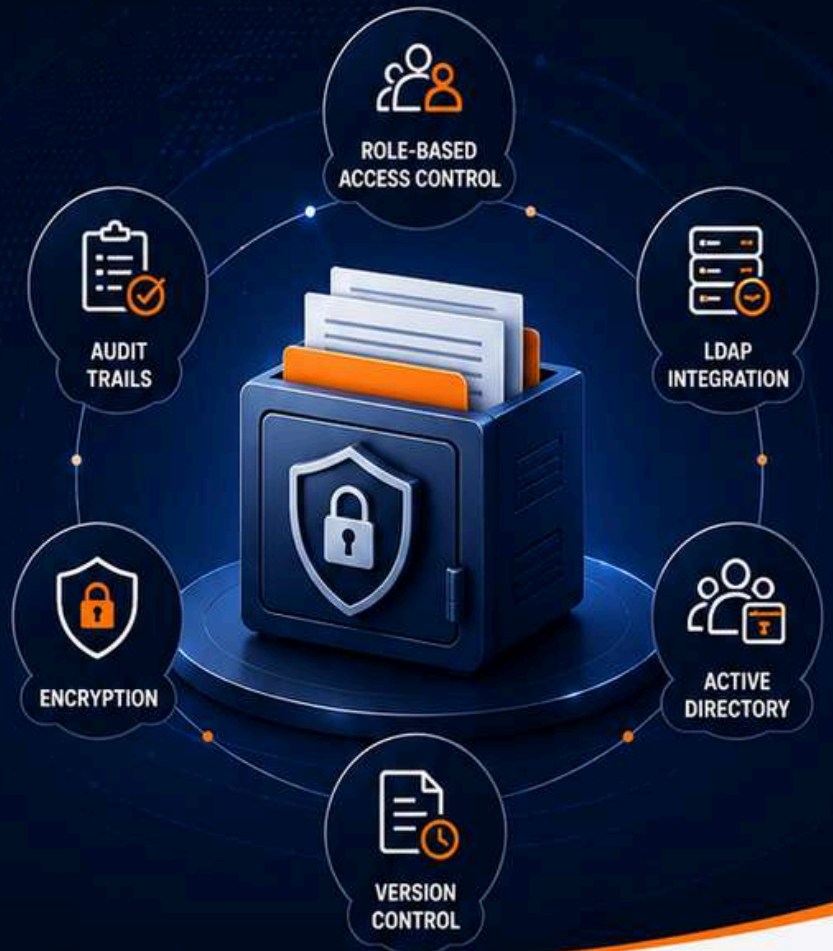 ROLE-BASED
ACCESS CONTROL
AUDIT
TRAILS
LDAP
INTEGRATION
ENCRYPTION
ACTIVE
DIRECTORY
VERSION
CONTROL